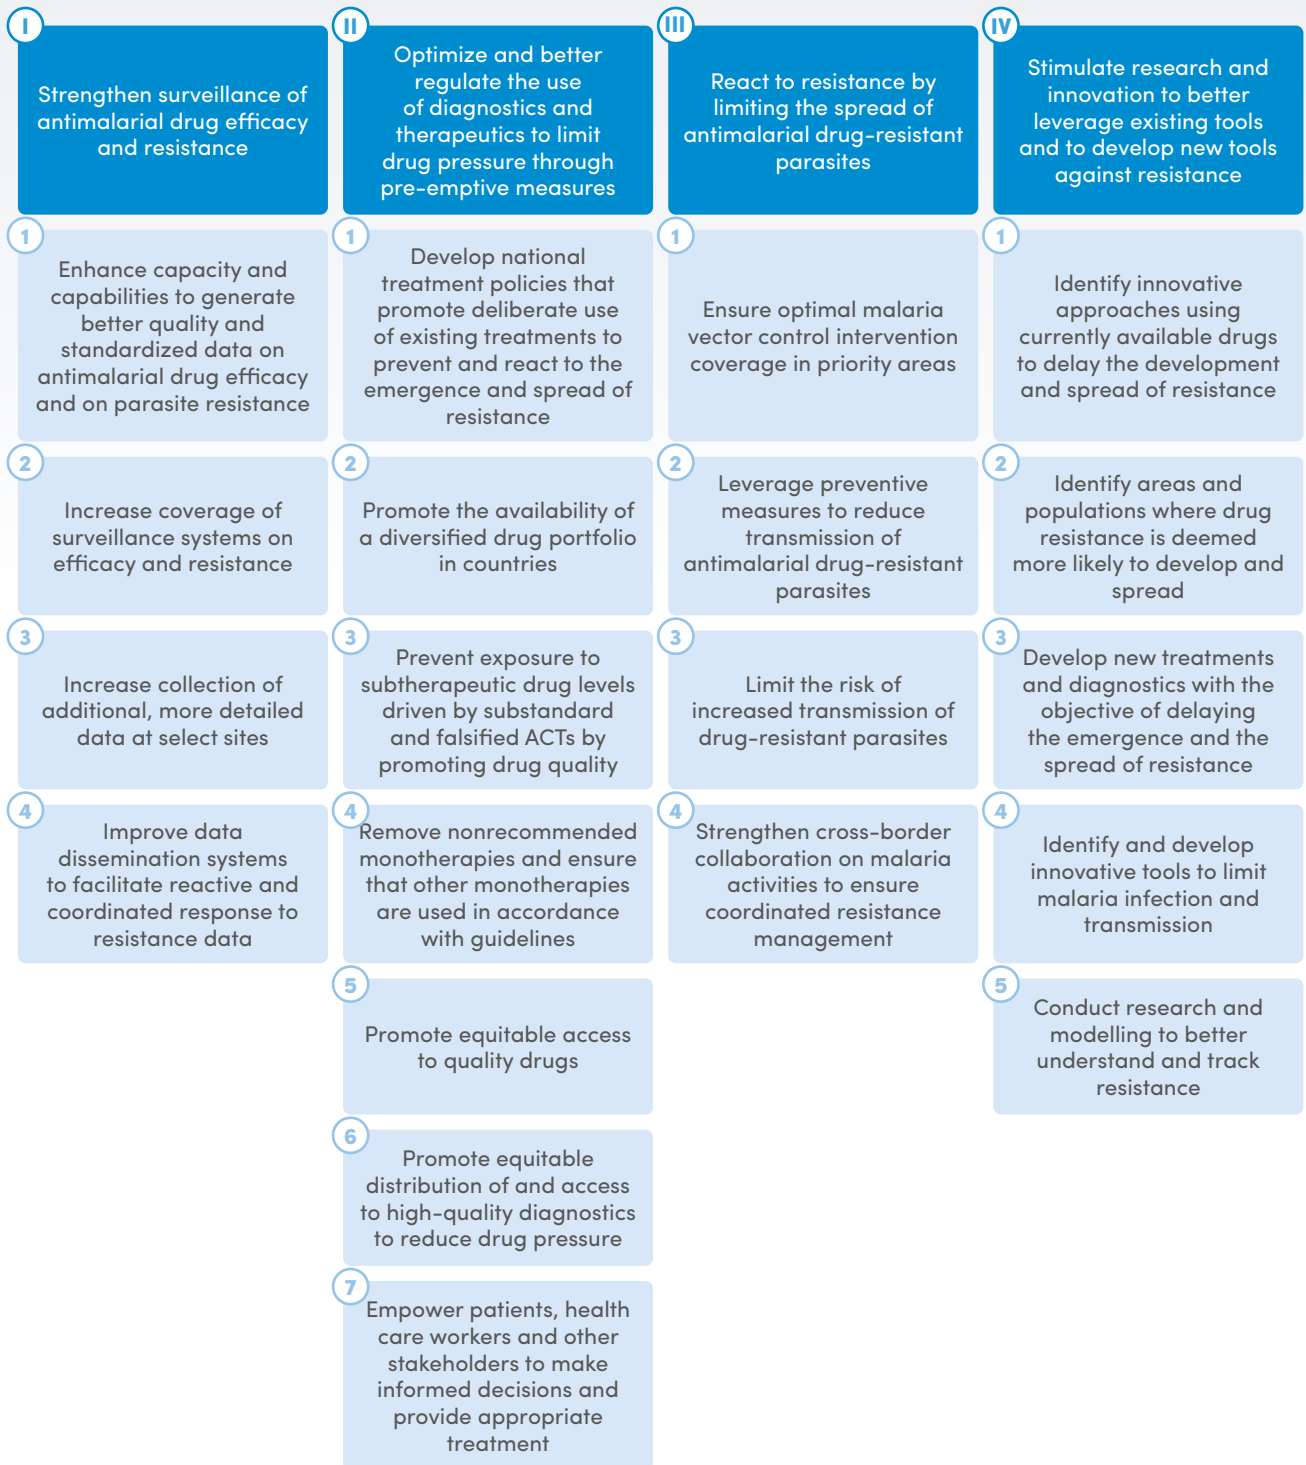 I
Strengthen surveillance of
antimalarial drug efficacy
and resistance
1
Enhance capacity and
capabilities to generate
better quality and
standardized data on
antimalarial drug efficacy
and on parasite resistance
2
Increase coverage of
surveillance systems on
efficacy and resistance
3
Increase collection of
additional, more detailed
data at select sites
4
Improve data
dissemination systems
to facilitate reactive and
coordinated response to
resistance data
II
Optimize and better
regulate the use
of diagnostics and
therapeutics to limit
drug pressure through
pre-emptive measures
1
Develop national
treatment policies that
promote deliberate use
of existing treatments to
prevent and react to the
emergence and spread of
resistance
2
Promote the availability of
a diversified drug portfolio
in countries
3
Prevent exposure to
subtherapeutic drug levels
driven by substandard
and falsified ACTs by
promoting drug quality
4
Remove nonrecommended
monotherapies and ensure
that other monotherapies
are used in accordance
with guidelines
5
Promote equitable access
to quality drugs
6
Promote equitable
distribution of and access
to high-quality diagnostics
to reduce drug pressure
7
Empower patients, health
care workers and other
stakeholders to make
informed decisions and
provide appropriate
treatment
III
React to resistance by
limiting the spread of
antimalarial drug-resistant
parasites
1
Ensure optimal malaria
vector control intervention
coverage in priority areas
2
Leverage preventive
measures to reduce
transmission of
antimalarial drug-resistant
parasites
3
Limit the risk of
increased transmission of
drug-resistant parasites
4
Strengthen cross-border
collaboration on malaria
activities to ensure
coordinated resistance
management
IV
Stimulate research and
innovation to better
leverage existing tools
and to develop new tools
against resistance
1
Identify innovative
approaches using
currently available drugs
to delay the development
and spread of resistance
2
Identify areas and
populations where drug
resistance is deemed
more likely to develop and
spread
3
Develop new treatments
and diagnostics with the
objective of delaying
the emergence and the
spread of resistance
4
Identify and develop
innovative tools to limit
malaria infection and
transmission
5
Conduct research and
modelling to better
understand and track
resistance